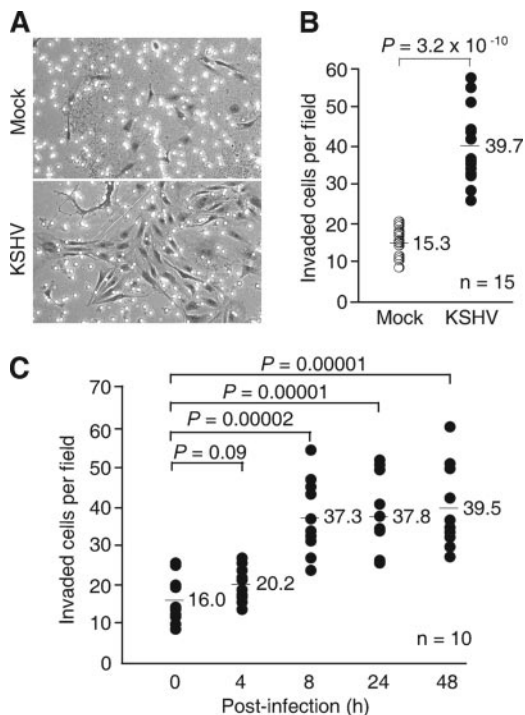 A
Mock
KSHV
B
P = 3.2 x 10⁻¹⁰
Invaded cells per field
60
50
40
30
20
10
0
39.7
15.3
n = 15
Mock KSHV
C
P = 0.00001
P = 0.00001
P = 0.00002
P = 0.09
Invaded cells per field
70
60
50
40
30
20
10
0
16.0
20.2
37.3
37.8
39.5
n = 10
0 4 8 24 48
Post-infection (h)